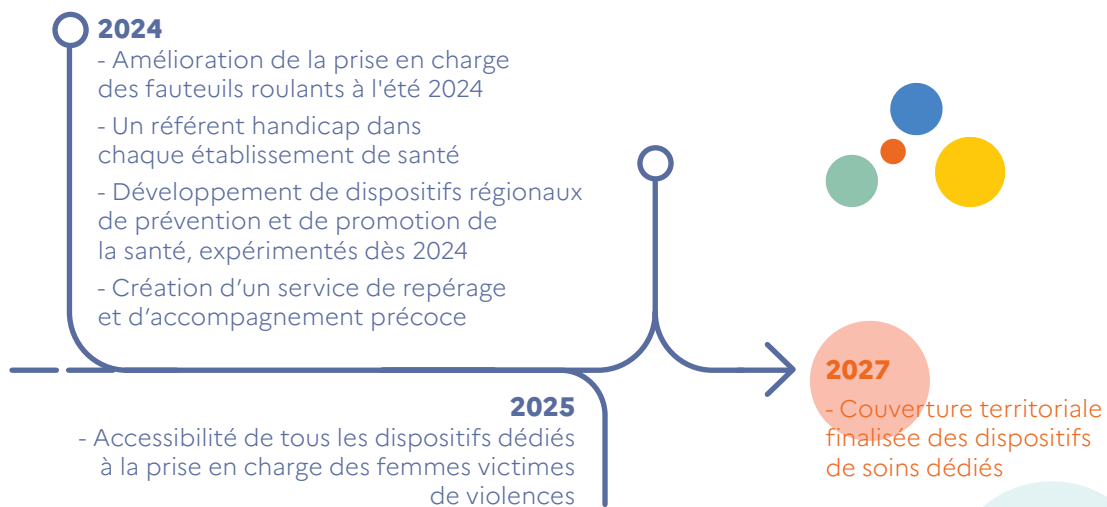 2024
- Amélioration de la prise en charge
des fauteuils roulants à l'été 2024
- Un référent handicap dans
chaque établissement de santé
- Développement de dispositifs régionaux
de prévention et de promotion de
la santé, expérimentés dès 2024
- Création d’un service de repérage
et d’accompagnement précoce
2025
- Accessibilité de tous les dispositifs dédiés
à la prise en charge des femmes victimes
de violences
2027
- Couverture territoriale
finalisée des dispositifs
de soins dédiés